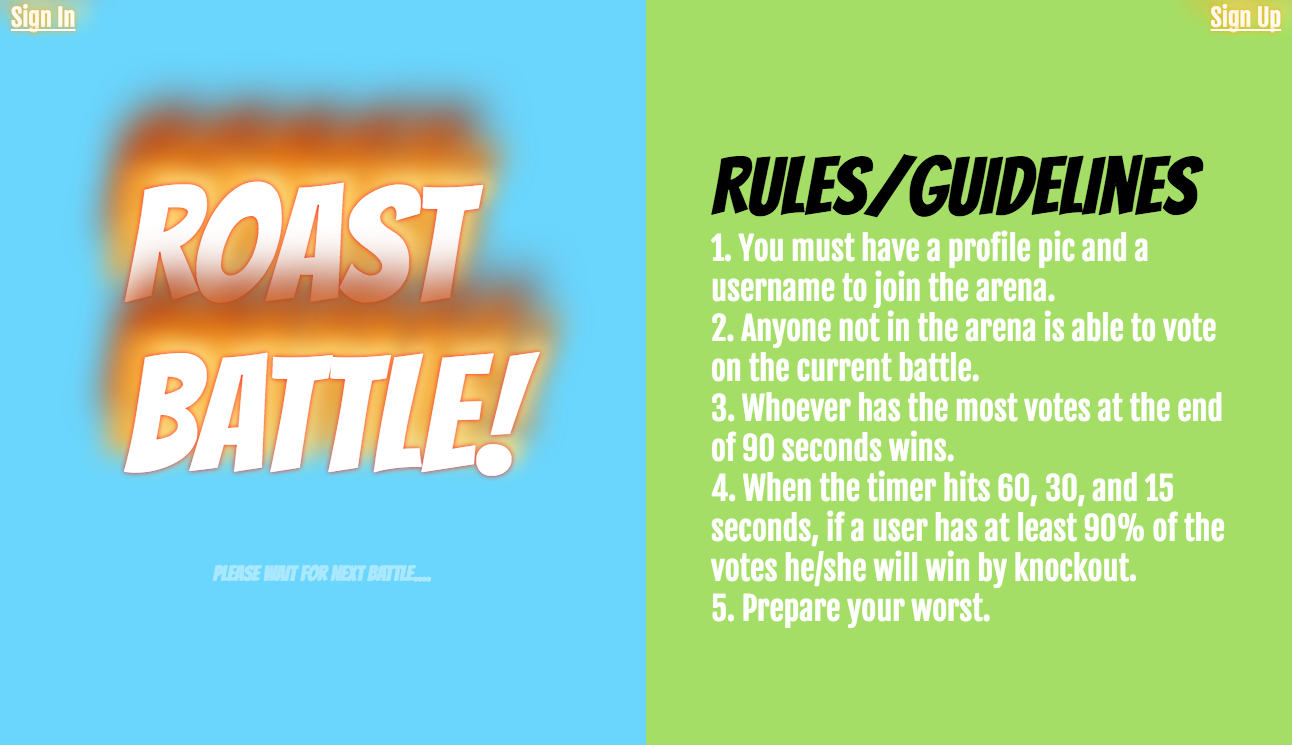 Sign In
Sign Up
ROAST
BATTLE!
PLEASE WAIT FOR NEXT BATTLE....
RULES/GUIDELINES
1. You must have a profile pic and a
username to join the arena.
2. Anyone not in the arena is able to vote
on the current battle.
3. Whoever has the most votes at the end
of 90 seconds wins.
4. When the timer hits 60, 30, and 15
seconds, if a user has at least 90% of the
votes he/she will win by knockout.
5. Prepare your worst.